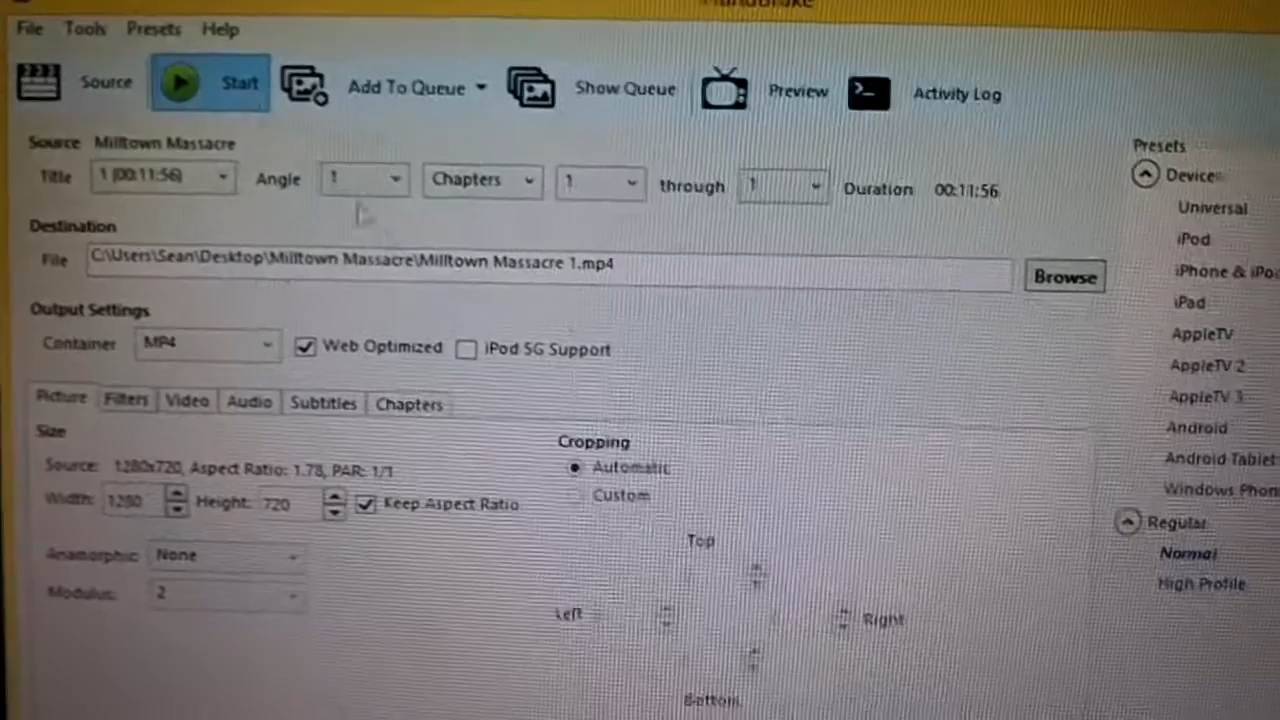 HandBrake
File Tools Presets Help
Source Start Add To Queue Show Queue Preview Activity Log
Source Milltown Massacre
Title 1 (00:11:56) Angle 1 Chapters 1 through 1 Duration 00:11:56
Destination
File C:\Users\Sean\Desktop\Milltown Massacre\Milltown Massacre 1.mp4 Browse
Output Settings
Container MP4 Web Optimized iPod 5G Support
Picture Filters Video Audio Subtitles Chapters
Size
Source: 1280x720, Aspect Ratio: 1.78, PAR: 1/1
Width: 1280 Height: 720 Keep Aspect Ratio
Anamorphic: None
Modulus: 2
Cropping
Automatic
Custom
Top
Left Right
Bottom
Presets
Devices
Universal
iPod
iPhone & iPo
iPad
AppleTV
AppleTV 2
AppleTV 3
Android
Android Tablet
Windows Phon
Regular
Normal
High Profile